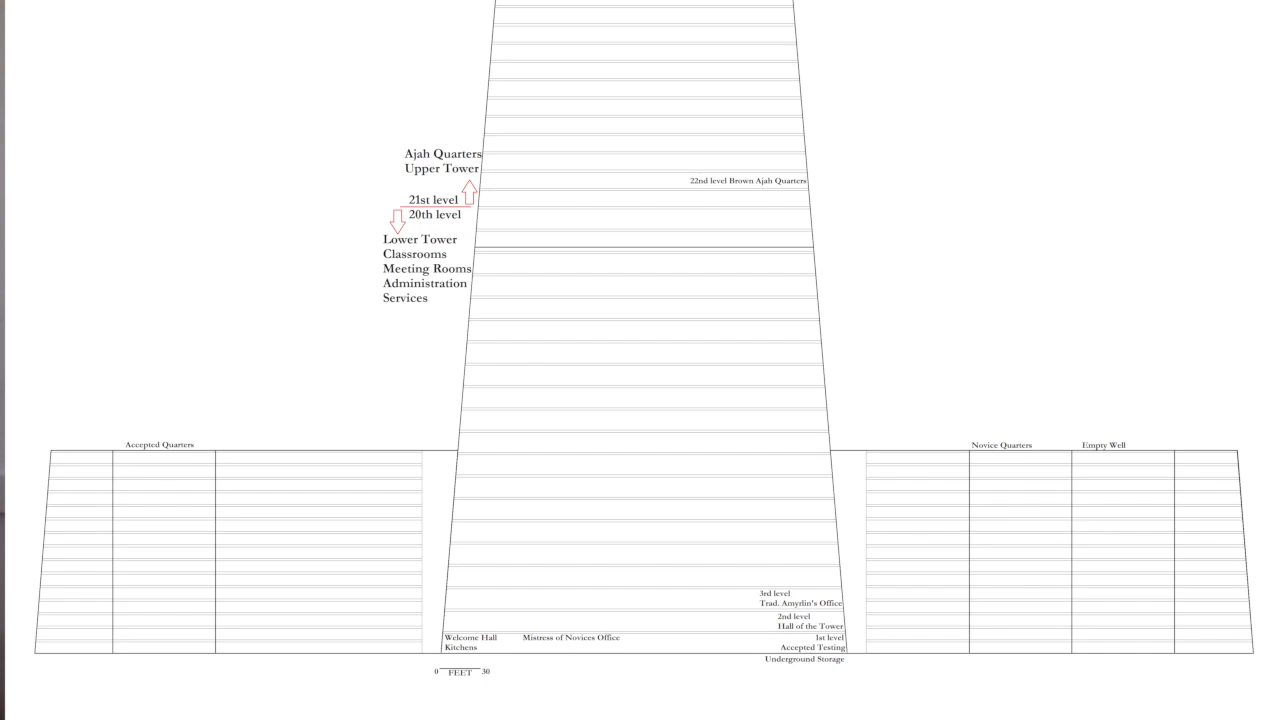 Ajah Quarters
Upper Tower
22nd level Brown Ajah Quarters
21st level
20th level
Lower Tower
Classrooms
Meeting Rooms
Administration
Services
Accepted Quarters
Novice Quarters
Empty Well
3rd level
Trad. Amyrlin's Office
2nd level
Hall of the Tower
Welcome Hall
Kitchens
Mistress of Novices Office
1st level
Accepted Testing
Underground Storage
0 FEET 30